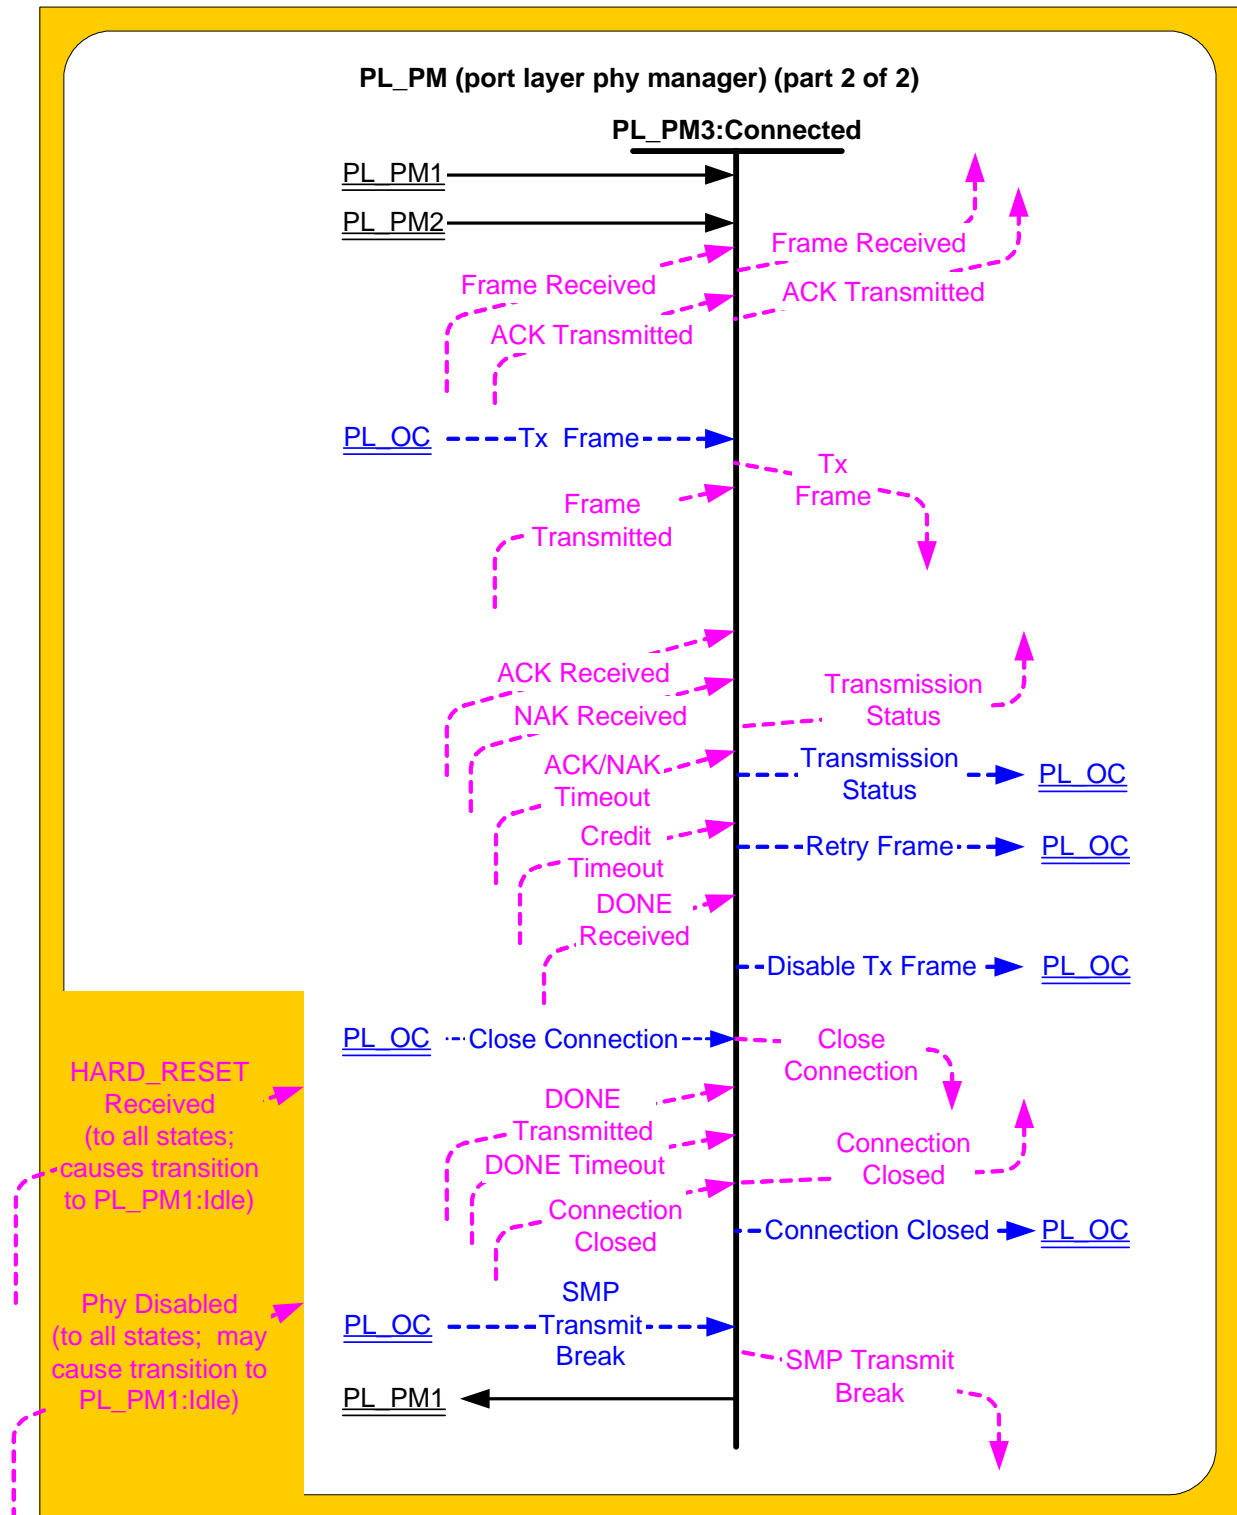 PL_PM (port layer phy manager) (part 2 of 2)
PL_PM3:Connected
PL_PM1
PL_PM2
Frame Received
Frame Received
ACK Transmitted
ACK Transmitted
PL_OC
Tx Frame
Tx
Frame
Frame
Transmitted
ACK Received
NAK Received
Transmission
Status
ACK/NAK
Timeout
Transmission
Status
PL_OC
Credit
Timeout
Retry Frame
PL_OC
DONE
Received
Disable Tx Frame
PL_OC
PL_OC
Close Connection
Close
Connection
HARD_RESET
Received
(to all states;
causes transition
to PL_PM1:Idle)
DONE
Transmitted
DONE Timeout
Connection
Closed
Connection
Closed
Connection Closed
PL_OC
Phy Disabled
(to all states; may
cause transition to
PL_PM1:Idle)
PL_OC
SMP
Transmit
Break
SMP Transmit
Break
PL_PM1